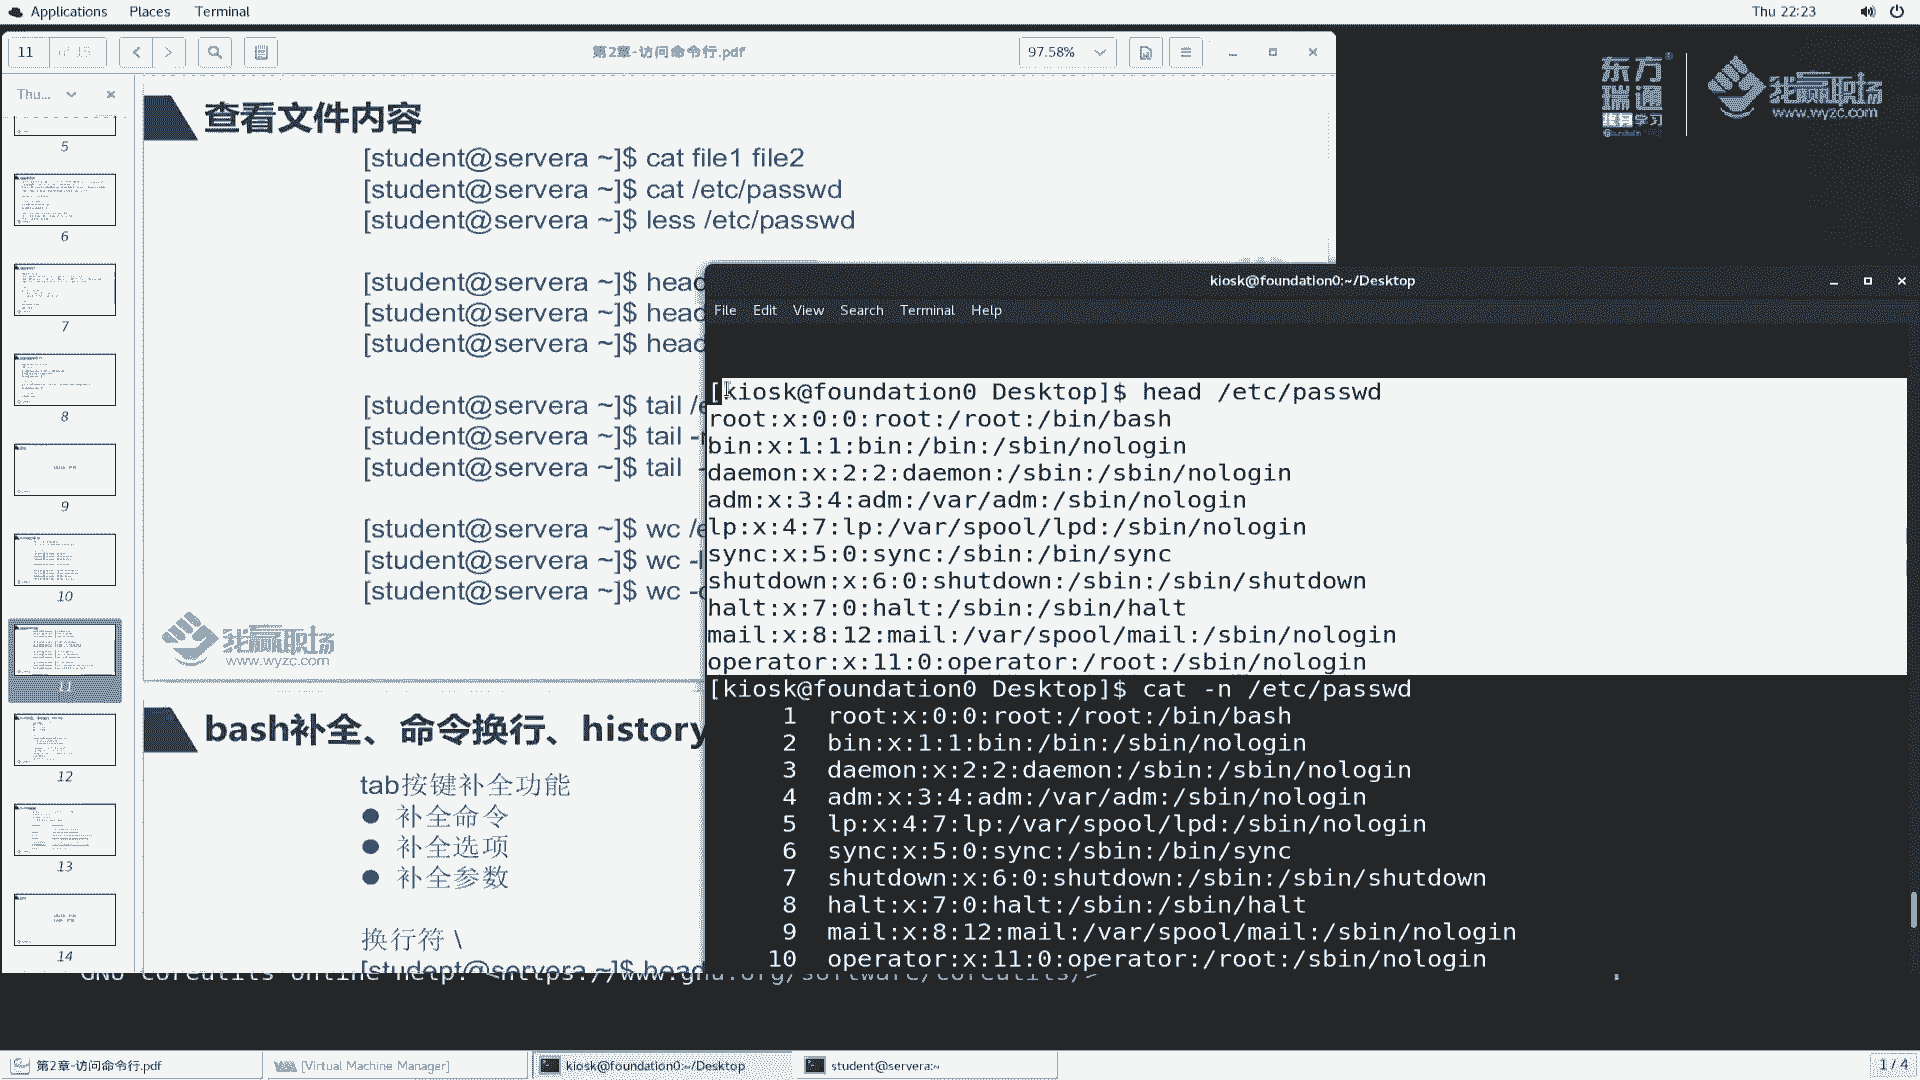 Applications Places Terminal
Thu 22:23
11 of 15
第2章-访问命令行.pdf
97.58%
Thu...
5
6
7
8
9
10
11
12
13
14
查看文件内容
[student@servera ~]$ cat file1 file2
[student@servera ~]$ cat /etc/passwd
[student@servera ~]$ less /etc/passwd
[student@servera ~]$ head
[student@servera ~]$ head
[student@servera ~]$ head
[student@servera ~]$ tail /e
[student@servera ~]$ tail -n
[student@servera ~]$ tail -
[student@servera ~]$ wc /e
[student@servera ~]$ wc -l
[student@servera ~]$ wc -c
我赢职场
www.wyzc.com
bash补全、命令换行、history
tab按键补全功能
● 补全命令
● 补全选项
● 补全参数
换行符 \
[student@servera ~]$ head
东方瑞通
终身学习
我赢职场
www.wyzc.com
kiosk@foundation0:~/Desktop
File Edit View Search Terminal Help
[kiosk@foundation0 Desktop]$ head /etc/passwd
root:x:0:0:root:/root:/bin/bash
bin:x:1:1:bin:/bin:/sbin/nologin
daemon:x:2:2:daemon:/sbin:/sbin/nologin
adm:x:3:4:adm:/var/adm:/sbin/nologin
lp:x:4:7:lp:/var/spool/lpd:/sbin/nologin
sync:x:5:0:sync:/sbin:/bin/sync
shutdown:x:6:0:shutdown:/sbin:/sbin/shutdown
halt:x:7:0:halt:/sbin:/sbin/halt
mail:x:8:12:mail:/var/spool/mail:/sbin/nologin
operator:x:11:0:operator:/root:/sbin/nologin
[kiosk@foundation0 Desktop]$ cat -n /etc/passwd
1 root:x:0:0:root:/root:/bin/bash
2 bin:x:1:1:bin:/bin:/sbin/nologin
3 daemon:x:2:2:daemon:/sbin:/sbin/nologin
4 adm:x:3:4:adm:/var/adm:/sbin/nologin
5 lp:x:4:7:lp:/var/spool/lpd:/sbin/nologin
6 sync:x:5:0:sync:/sbin:/bin/sync
7 shutdown:x:6:0:shutdown:/sbin:/sbin/shutdown
8 halt:x:7:0:halt:/sbin:/sbin/halt
9 mail:x:8:12:mail:/var/spool/mail:/sbin/nologin
10 operator:x:11:0:operator:/root:/sbin/nologin
GNU coreutils online help: <https://www.gnu.org/software/coreutils/>
第2章-访问命令行.pdf
[Virtual Machine Manager]
kiosk@foundation0:~/Desktop
student@servera:~
1 / 4